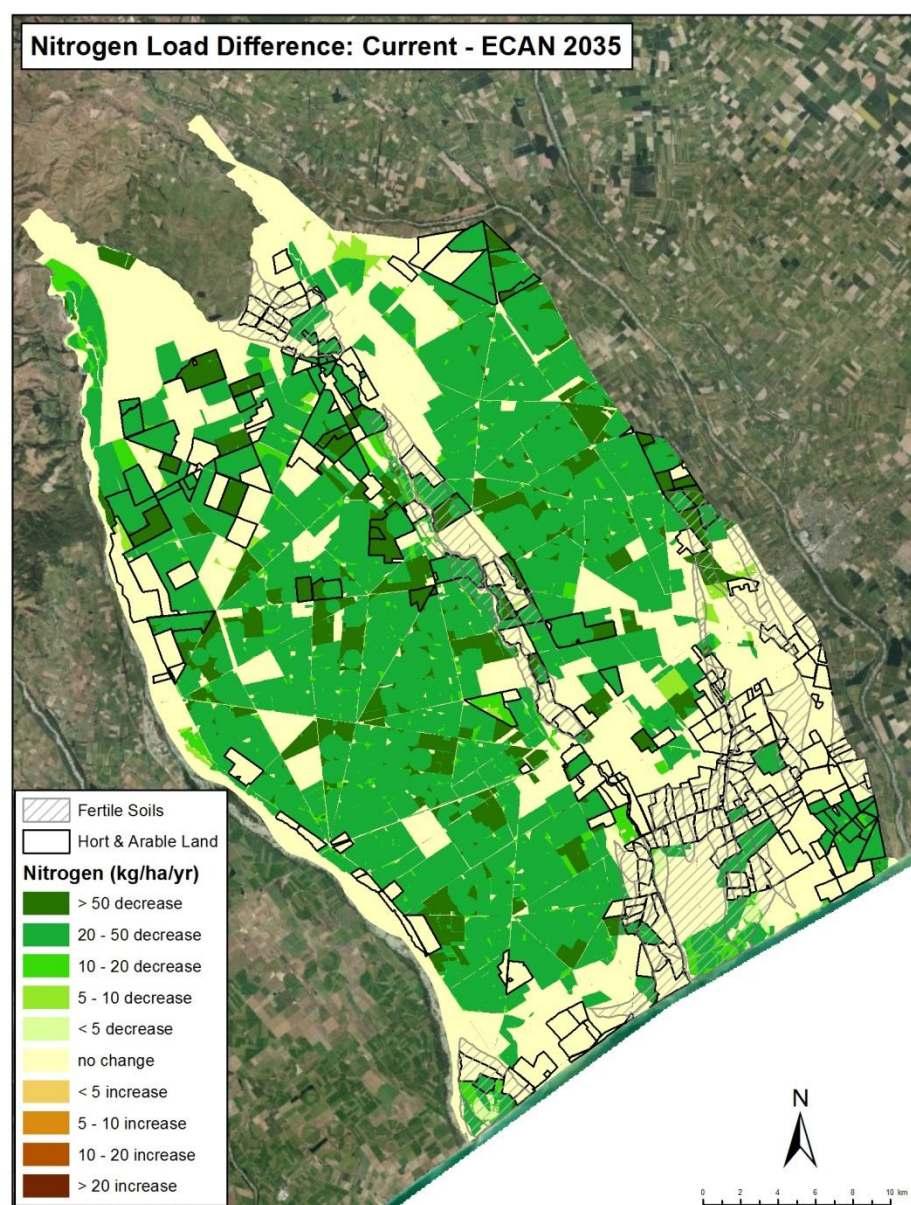 Nitrogen Load Difference: Current - ECAN 2035
Fertile Soils
Hort & Arable Land
Nitrogen (kg/ha/yr)
> 50 decrease
20 - 50 decrease
10 - 20 decrease
5 - 10 decrease
< 5 decrease
no change
< 5 increase
5 - 10 increase
10 - 20 increase
> 20 increase
N
0 2 4 6 8 10 km